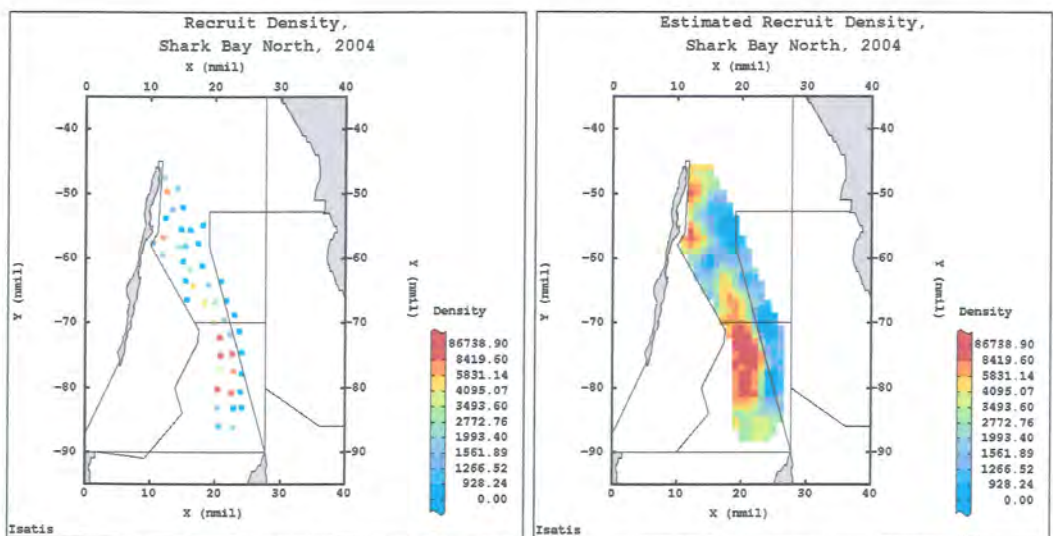 Recruit Density,
Shark Bay North, 2004
X (nmil)
0 10 20 30 40
-40 -40
-50 -50
-60 -60
-70 -70
-80 -80
-90 -90
Y (nmil)
Y (nmil)
0 10 20 30 40
X (nmil)
Density
86738.90
8419.60
5831.14
4095.07
3493.60
2772.76
1993.40
1561.89
1266.52
928.24
0.00
Isatis
Estimated Recruit Density,
Shark Bay North, 2004
X (nmil)
0 10 20 30 40
-40 -40
-50 -50
-60 -60
-70 -70
-80 -80
-90 -90
Y (nmil)
Y (nmil)
0 10 20 30 40
X (nmil)
Density
86738.90
8419.60
5831.14
4095.07
3493.60
2772.76
1993.40
1561.89
1266.52
928.24
0.00
Isatis